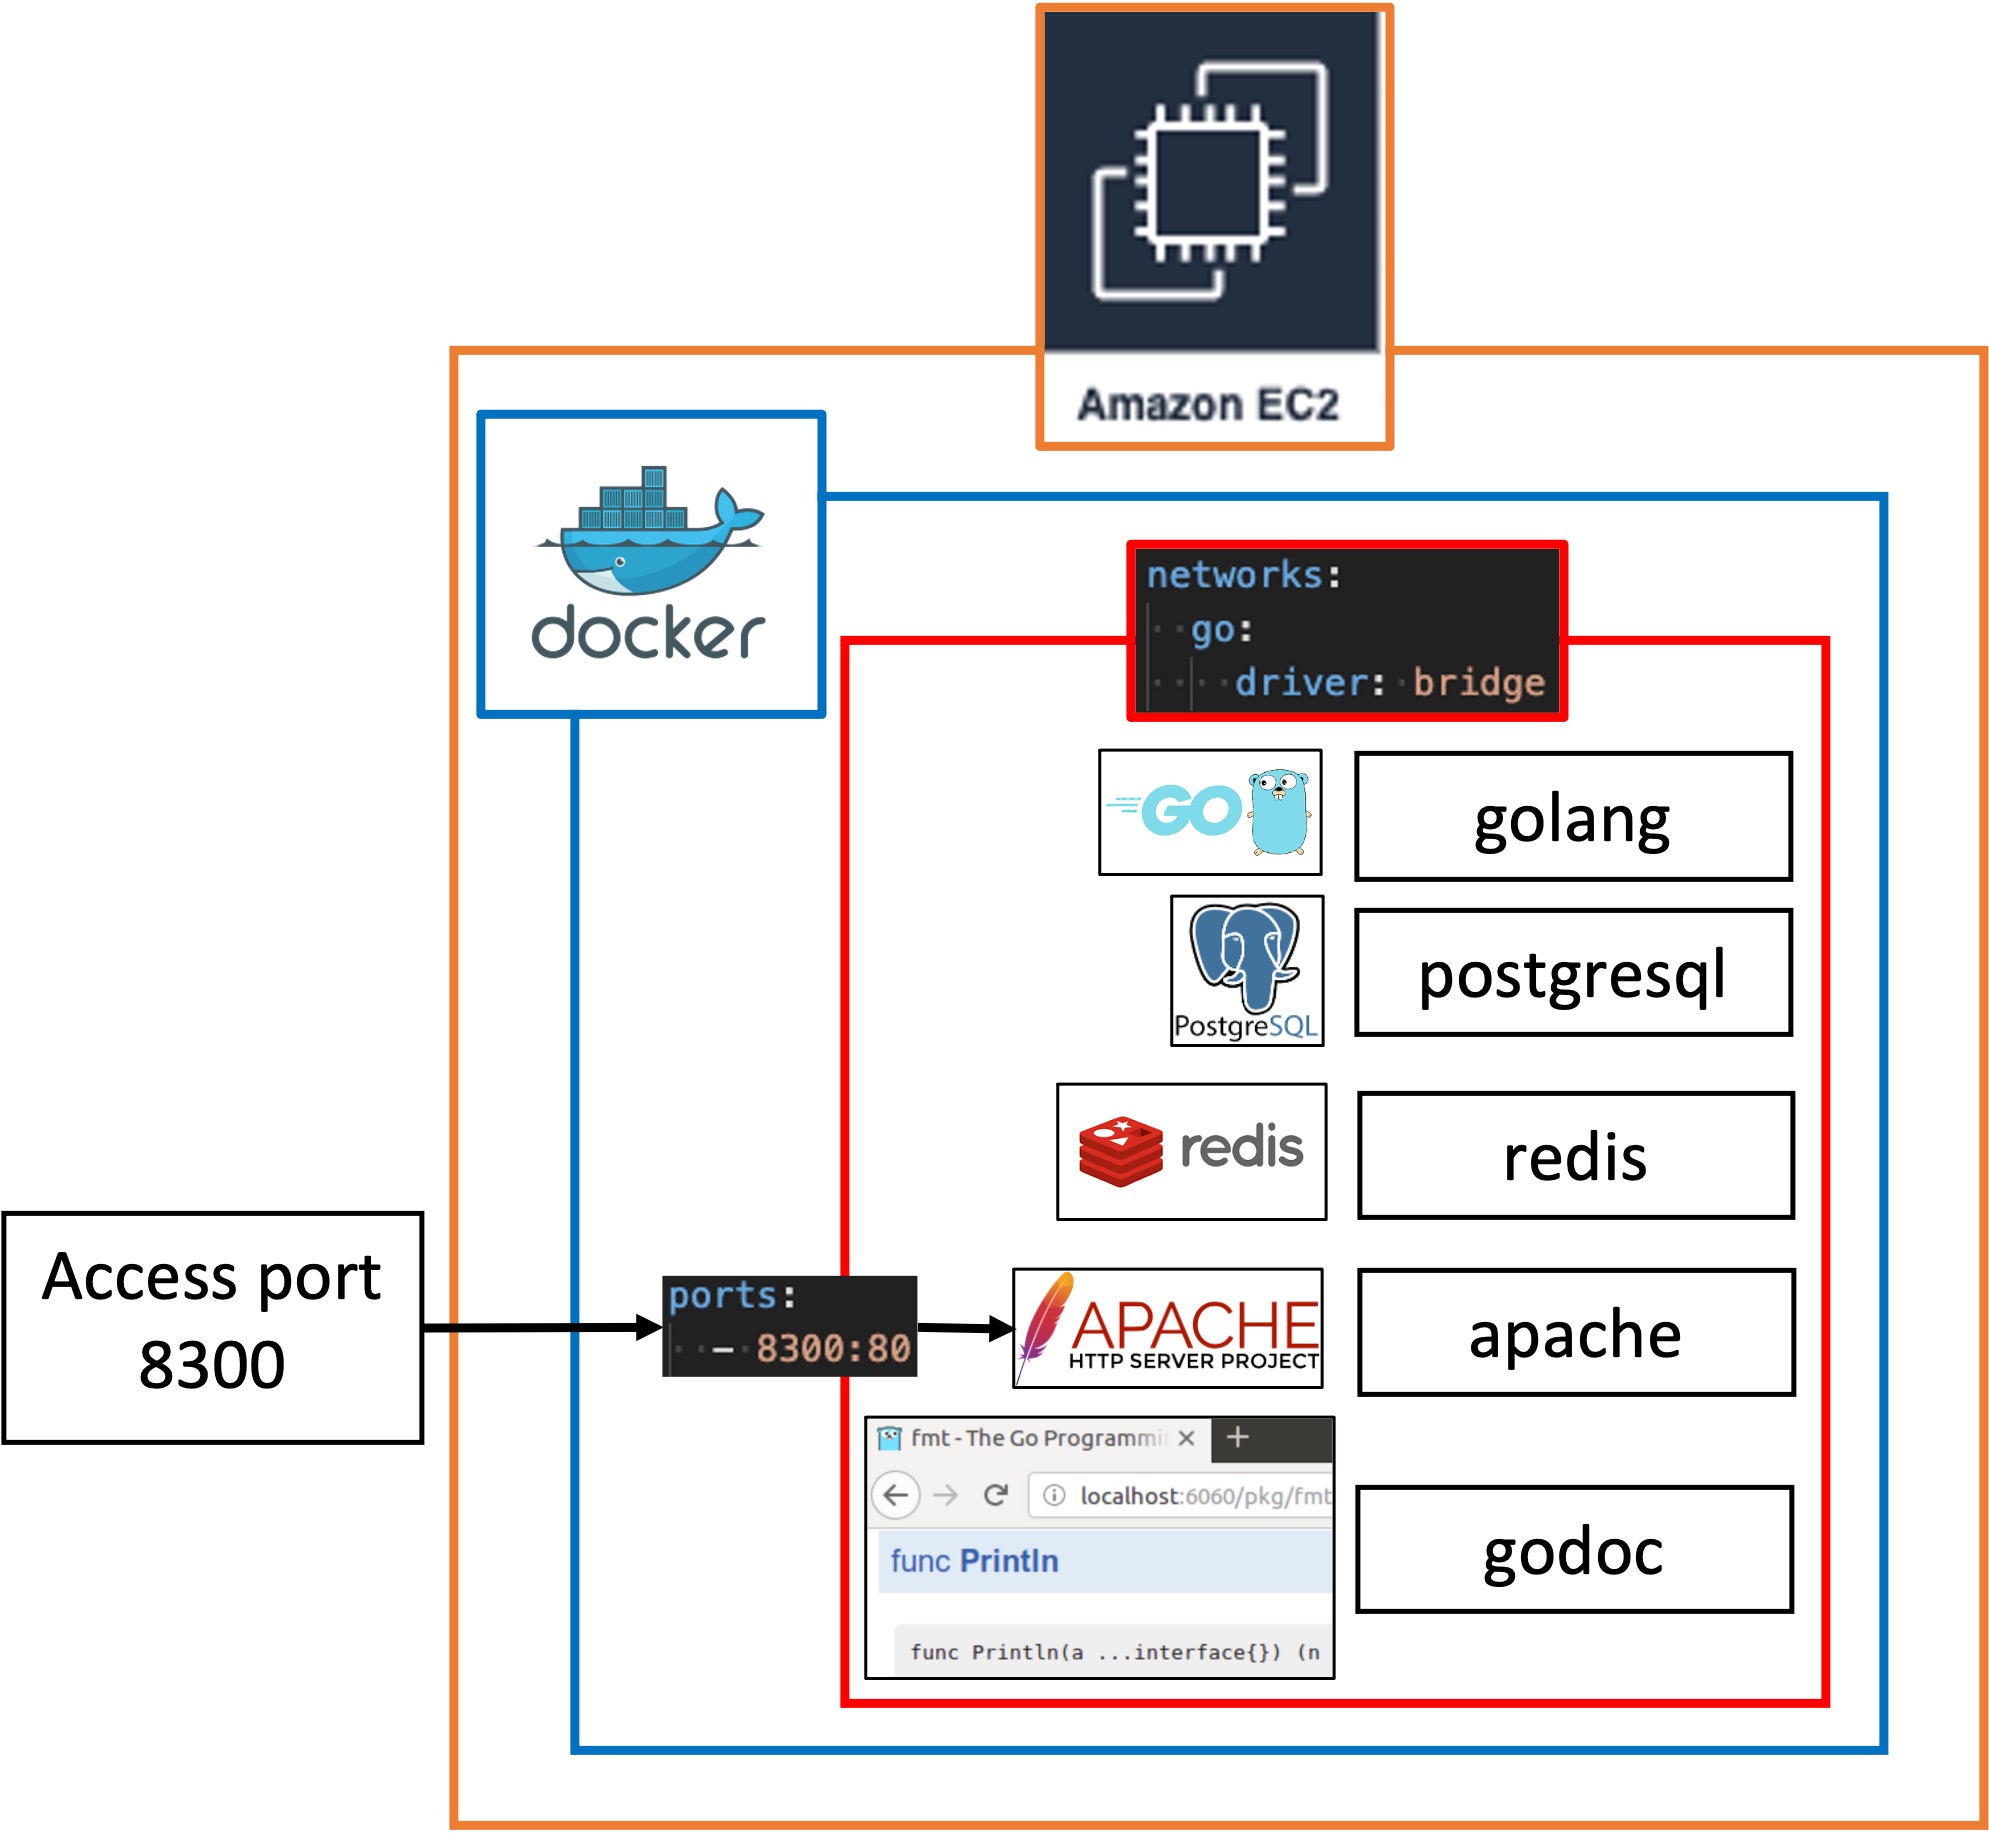 Amazon EC2
docker
networks:
go:
driver: bridge
GO
golang
PostgreSQL
postgresql
redis
redis
Access port
8300
ports:
- 8300:80
APACHE
HTTP SERVER PROJECT
apache
fmt - The Go Programmi
localhost:6060/pkg/fmt
func Println
func Println(a ...interface{}) (n
godoc